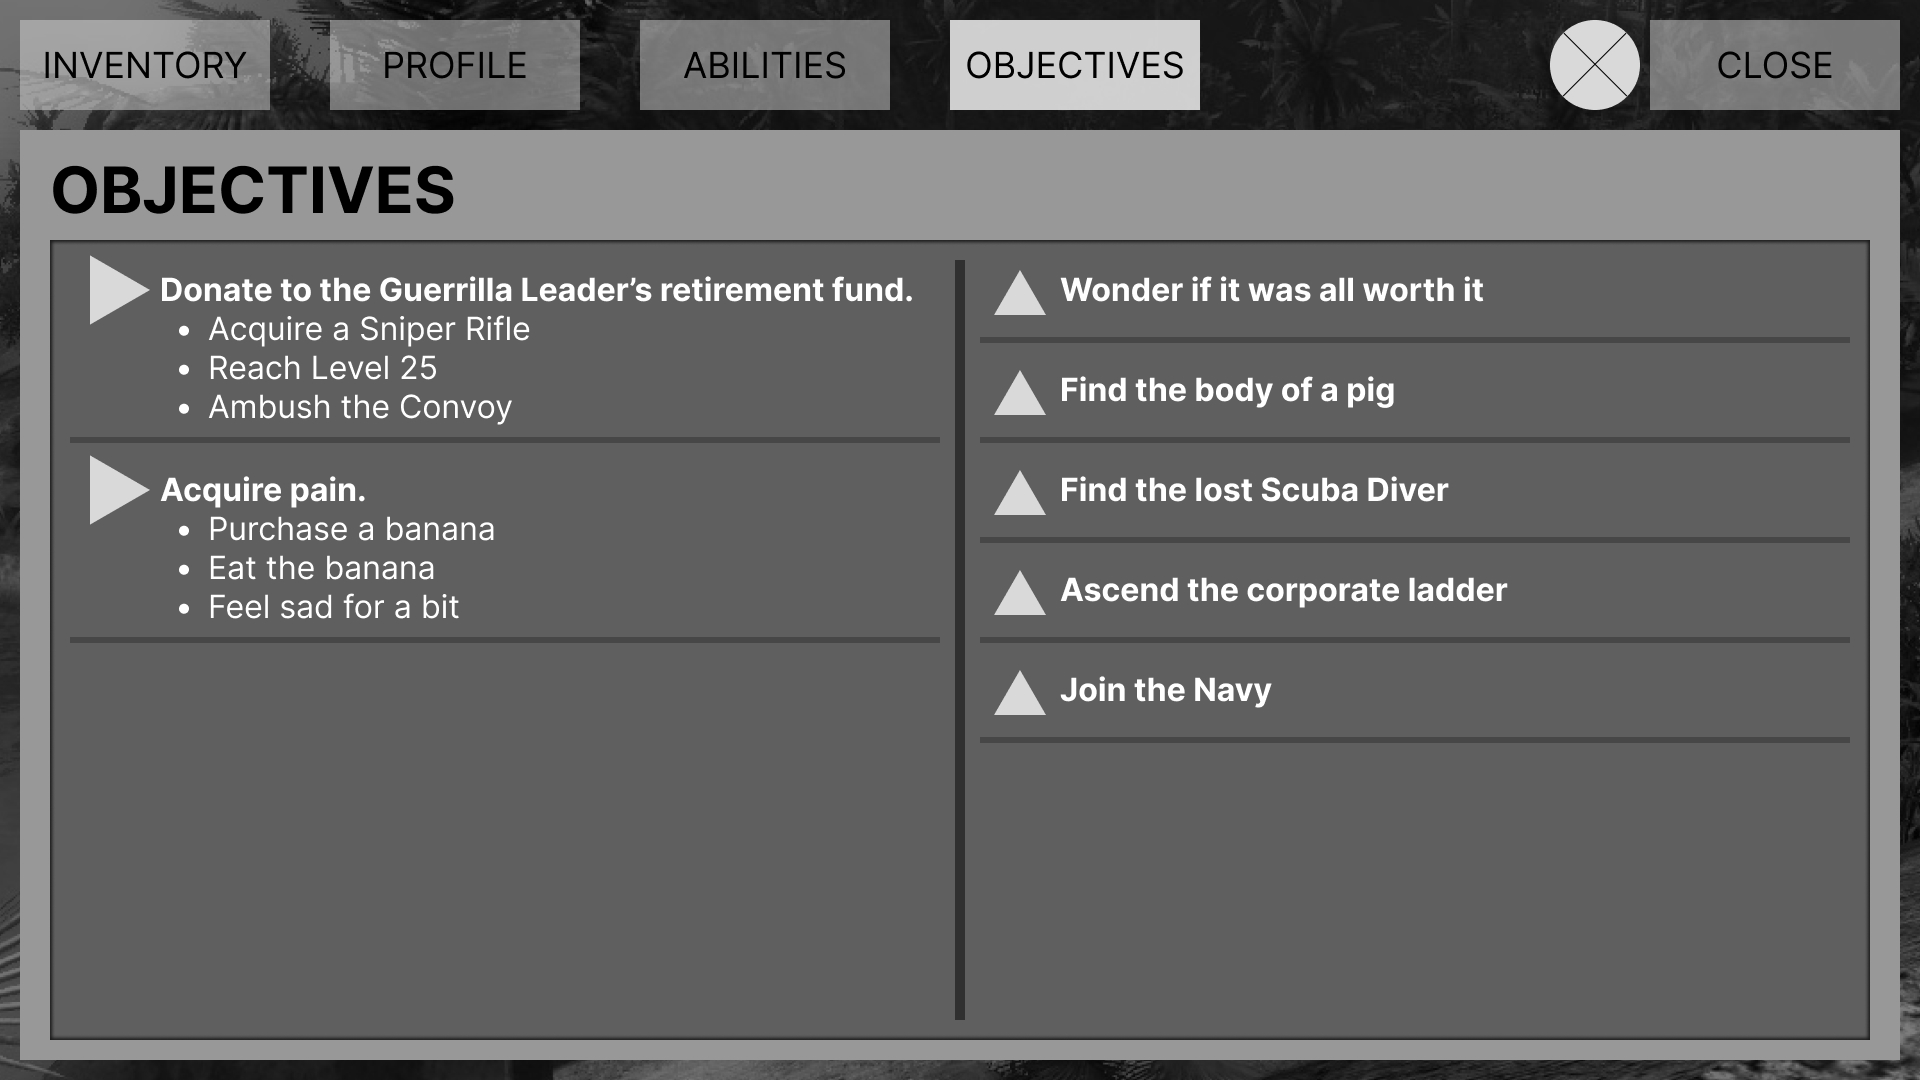 INVENTORY
PROFILE
ABILITIES
OBJECTIVES
CLOSE
OBJECTIVES
Donate to the Guerrilla Leader’s retirement fund.
• Acquire a Sniper Rifle
• Reach Level 25
• Ambush the Convoy
Acquire pain.
• Purchase a banana
• Eat the banana
• Feel sad for a bit
Wonder if it was all worth it
Find the body of a pig
Find the lost Scuba Diver
Ascend the corporate ladder
Join the Navy